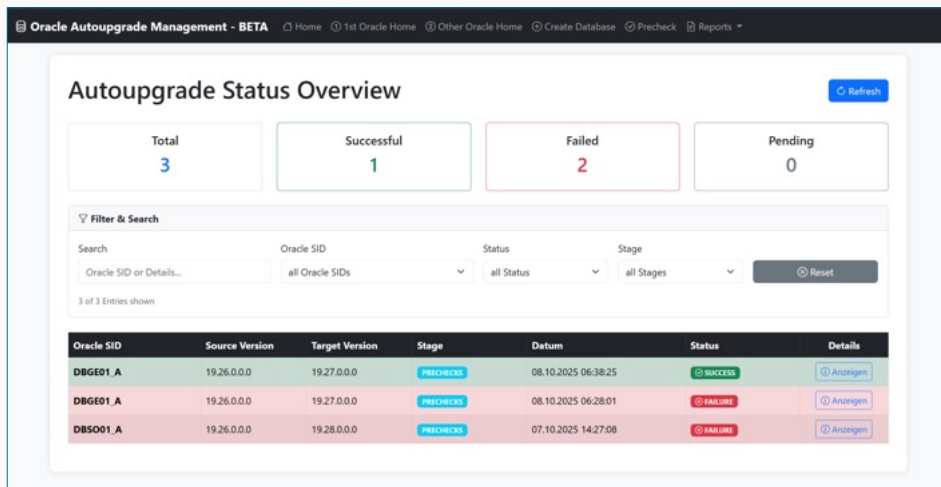 Oracle Autoupgrade Management - BETA Home 1 1st Oracle Home 2 Other Oracle Home Create Database Precheck Reports
Autoupgrade Status Overview
Refresh
Total Successful Failed Pending
3 1 2 0
Filter & Search
Search Oracle SID Status Stage
Oracle SID or Details... all Oracle SIDs all Status all Stages Reset
3 of 3 Entries shown
Oracle SID Source Version Target Version Stage Datum Status Details
DBGE01_A 19.26.0.0.0 19.27.0.0.0 PRECHECKS 08.10.2025 06:38:25 SUCCESS Anzeigen
DBGE01_A 19.26.0.0.0 19.27.0.0.0 PRECHECKS 08.10.2025 06:28:01 FAILURE Anzeigen
DBSO01_A 19.26.0.0.0 19.28.0.0.0 PRECHECKS 07.10.2025 14:27:08 FAILURE Anzeigen